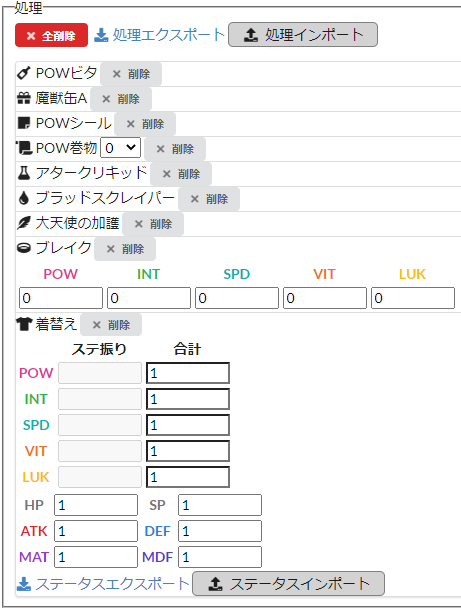 処理
× 全削除 処理エクスポート 処理インポート
POWビタ × 削除
魔獣缶A × 削除
POWシール × 削除
POW巻物 0 × 削除
アタークリキッド × 削除
ブラッドスクレイパー × 削除
大天使の加護 × 削除
ブレイク × 削除
POW INT SPD VIT LUK
0 0 0 0 0
着替え × 削除
ステ振り 合計
POW 1
INT 1
SPD 1
VIT 1
LUK 1
HP 1 SP 1
ATK 1 DEF 1
MAT 1 MDF 1
ステータスエクスポート ステータスインポート